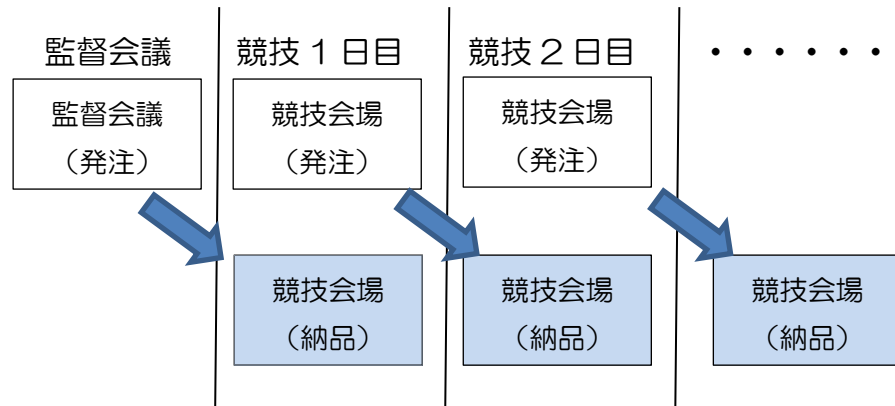 監督会議
競技1日目
競技2日目
・・・・・・
監督会議
（発注）
競技会場
（発注）
競技会場
（発注）
競技会場
（納品）
競技会場
（納品）
競技会場
（納品）